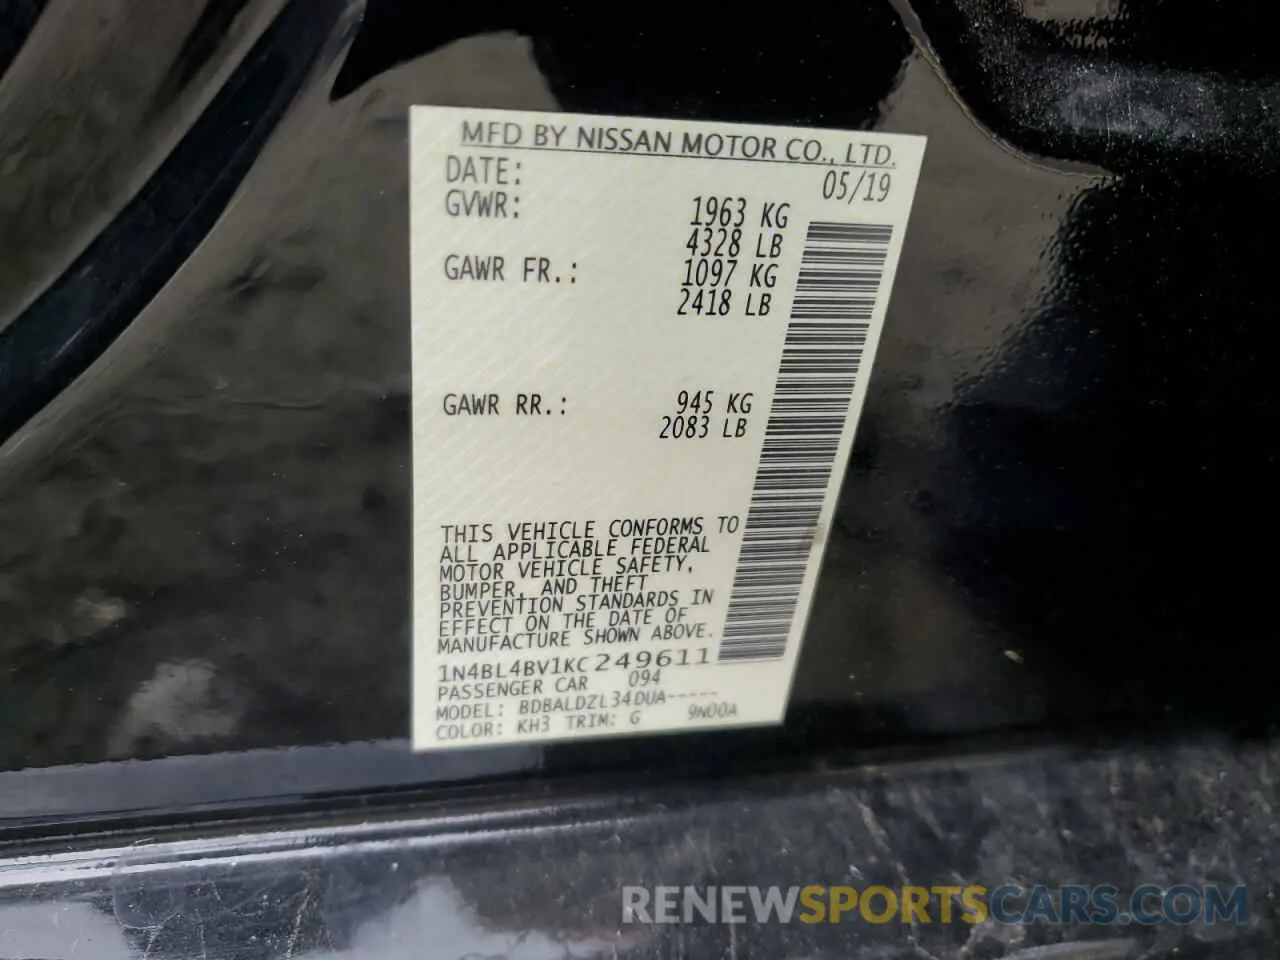 MFD BY NISSAN MOTOR CO., LTD.
DATE: 05/19
GVWR: 1963 KG
4328 LB
GAWR FR.: 1097 KG
2418 LB
GAWR RR.: 945 KG
2083 LB
THIS VEHICLE CONFORMS TO
ALL APPLICABLE FEDERAL
MOTOR VEHICLE SAFETY,
BUMPER, AND THEFT
PREVENTION STANDARDS IN
EFFECT ON THE DATE OF
MANUFACTURE SHOWN ABOVE.
1N4BL4BV1KC249611
PASSENGER CAR 094
MODEL: BDBALDZL34DUA-----
COLOR: KH3 TRIM: G 9N00A
RENEWSPORTSCARS.COM